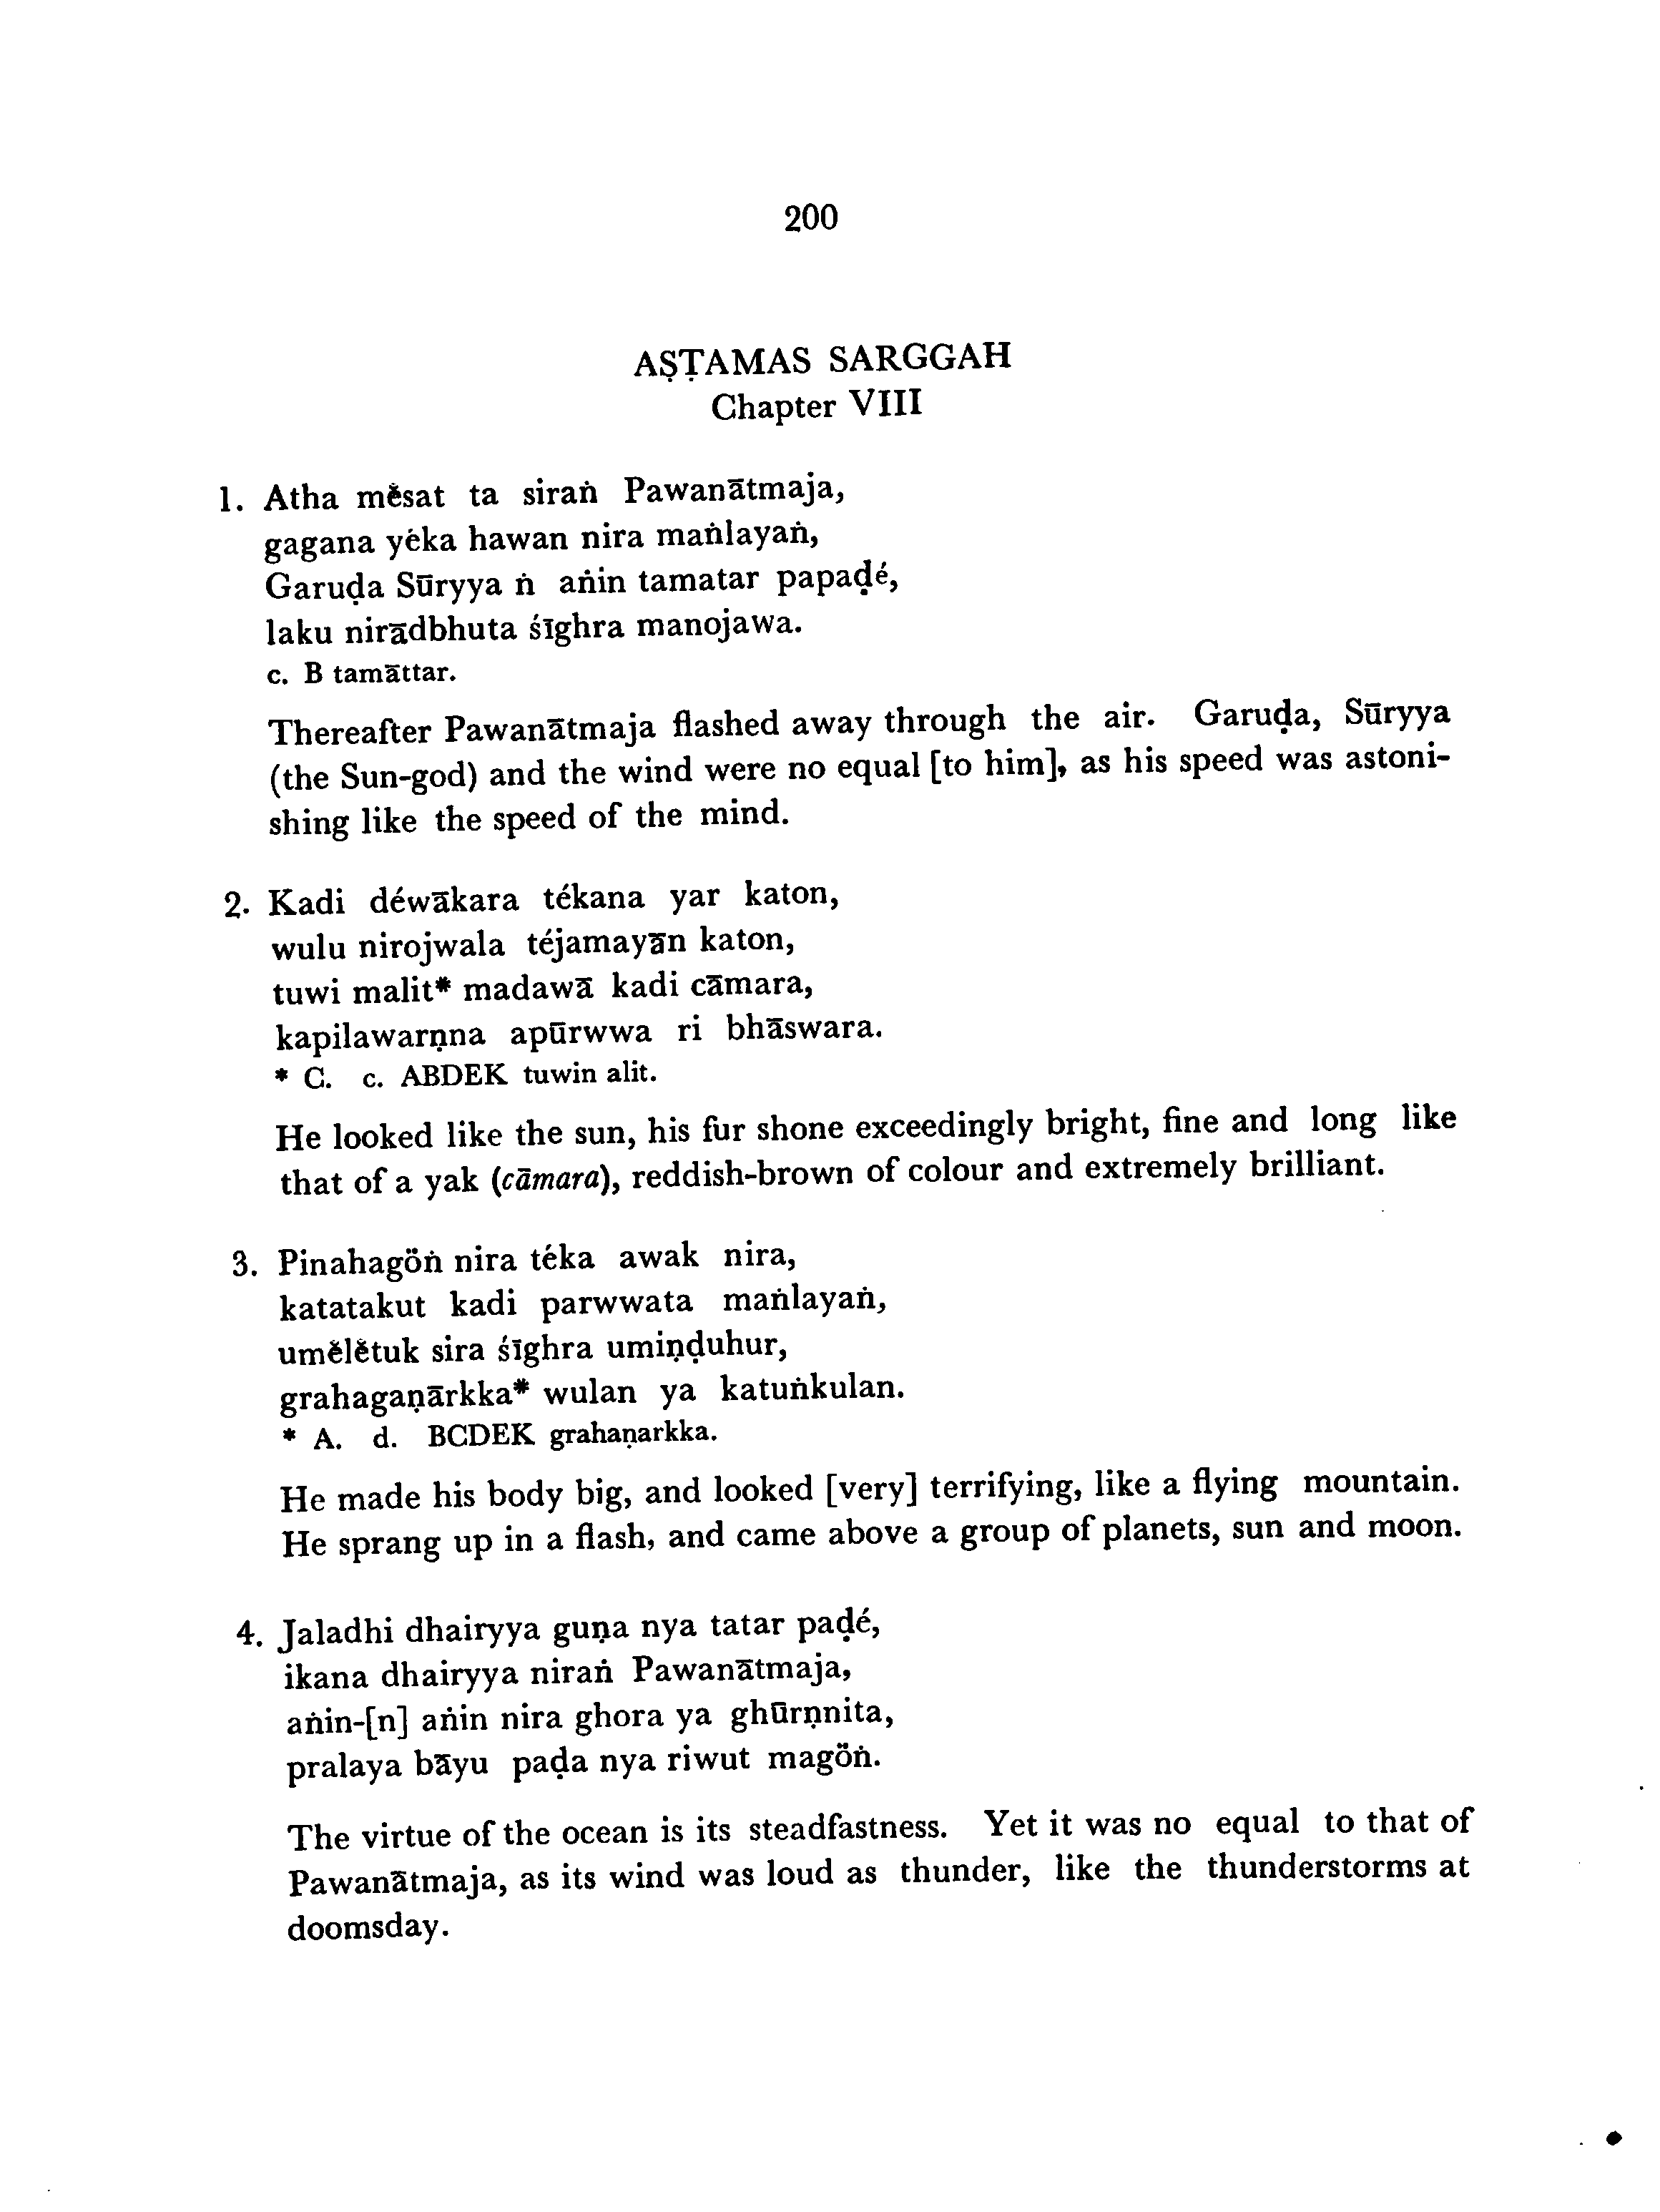 200
AṢṬAMAS SARGGAH
Chapter VIII
1. Atha mĕsat ta siraṅ Pawanātmaja,
gagana yéka hawan nira maṅlayaṅ,
Garuḍa Sūryya ṅ aṅin tamatar papaḍé,
laku nirādbhuta śīghra manojawa.
c. B tamāttar.
Thereafter Pawanātmaja flashed away through the air. Garuḍa, Sūryya
(the Sun-god) and the wind were no equal [to him], as his speed was astoni-
shing like the speed of the mind.
2. Kadi déwākara tékana yar katon,
wulu nirojwala téjamayān katon,
tuwi malit* madawā kadi cāmara,
kapilawarṇna apūrwwa ri bhāswara.
* C. c. ABDEK tuwin alit.
He looked like the sun, his fur shone exceedingly bright, fine and long like
that of a yak (cāmara), reddish-brown of colour and extremely brilliant.
3. Pinahagöṅ nira téka awak nira,
katatakut kadi parwwata maṅlayaṅ,
umĕlĕtuk sira śīghra umiṇḍuhur,
grahagaṇārkka* wulan ya katuṅkulan.
* A. d. BCDEK grahaṇarkka.
He made his body big, and looked [very] terrifying, like a flying mountain.
He sprang up in a flash, and came above a group of planets, sun and moon.
4. Jaladhi dhairyya guṇa nya tatar paḍé,
ikana dhairyya niraṅ Pawanātmaja,
aṅin-[n] aṅin nira ghora ya ghūrṇnita,
pralaya bāyu paḍa nya riwut magöṅ.
The virtue of the ocean is its steadfastness. Yet it was no equal to that of
Pawanātmaja, as its wind was loud as thunder, like the thunderstorms at
doomsday.